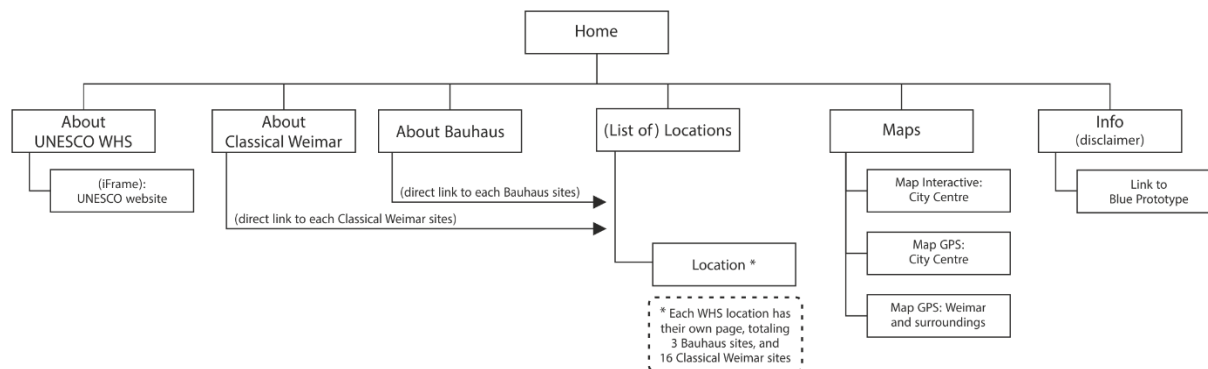 Home
About
UNESCO WHS
About
Classical Weimar
About Bauhaus
(List of) Locations
Maps
Info
(disclaimer)
(iFrame):
UNESCO website
(direct link to each Bauhaus sites)
(direct link to each Classical Weimar sites)
Location *
* Each WHS location has
their own page, totaling
3 Bauhaus sites, and
16 Classical Weimar sites
Map Interactive:
City Centre
Map GPS:
City Centre
Map GPS: Weimar
and surroundings
Link to
Blue Prototype